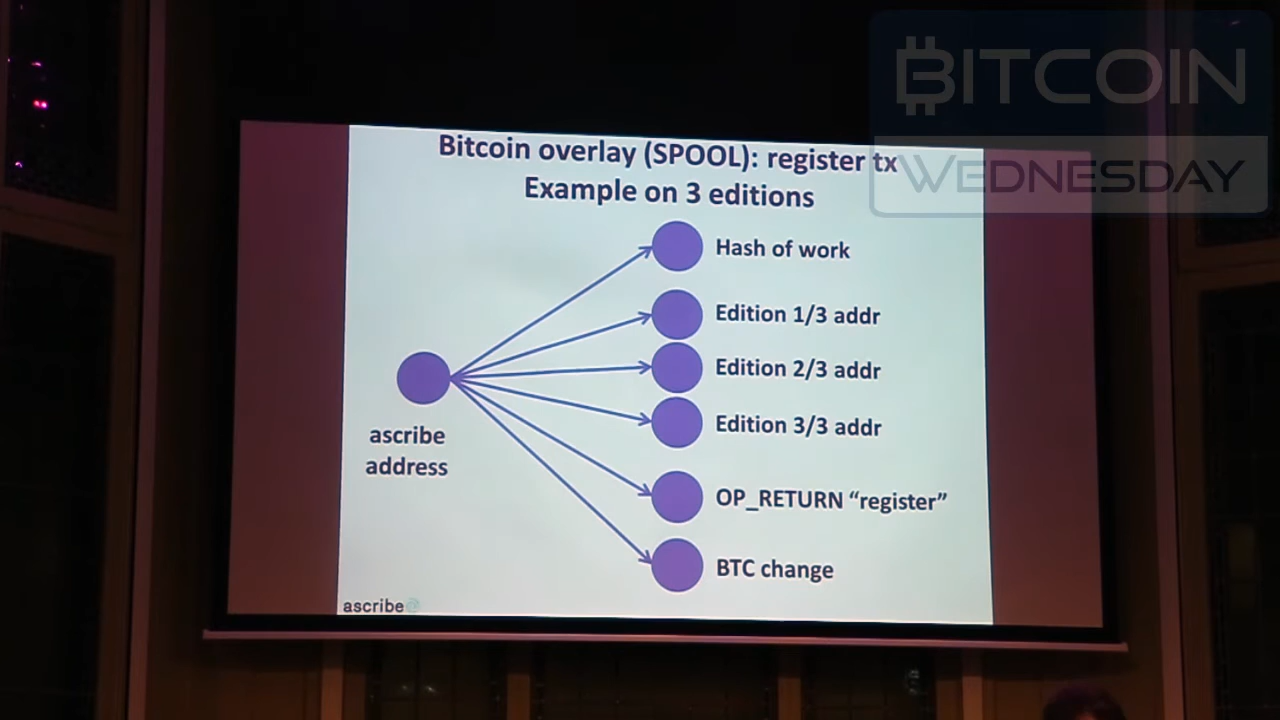 BITCOIN
WEDNESDAY
Bitcoin overlay (SPOOL): register tx
Example on 3 editions
Hash of work
Edition 1/3 addr
Edition 2/3 addr
Edition 3/3 addr
ascribe
address
OP_RETURN “register”
BTC change
ascribe